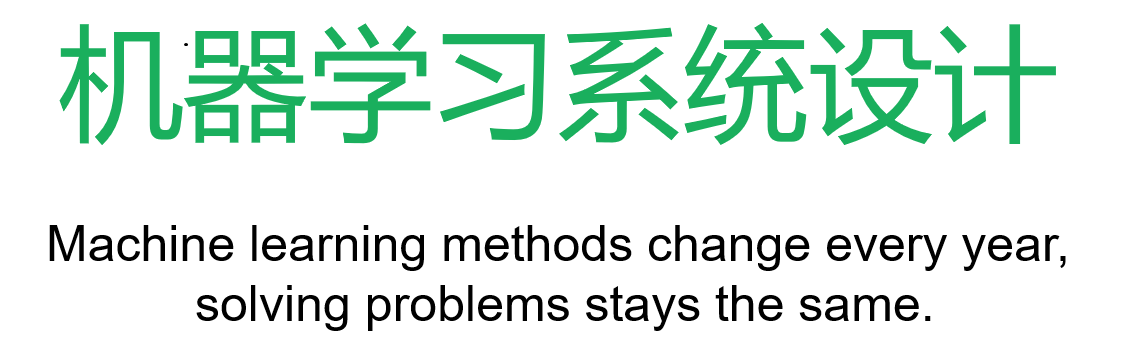 机器学习系统设计
Machine learning methods change every year,
solving problems stays the same.